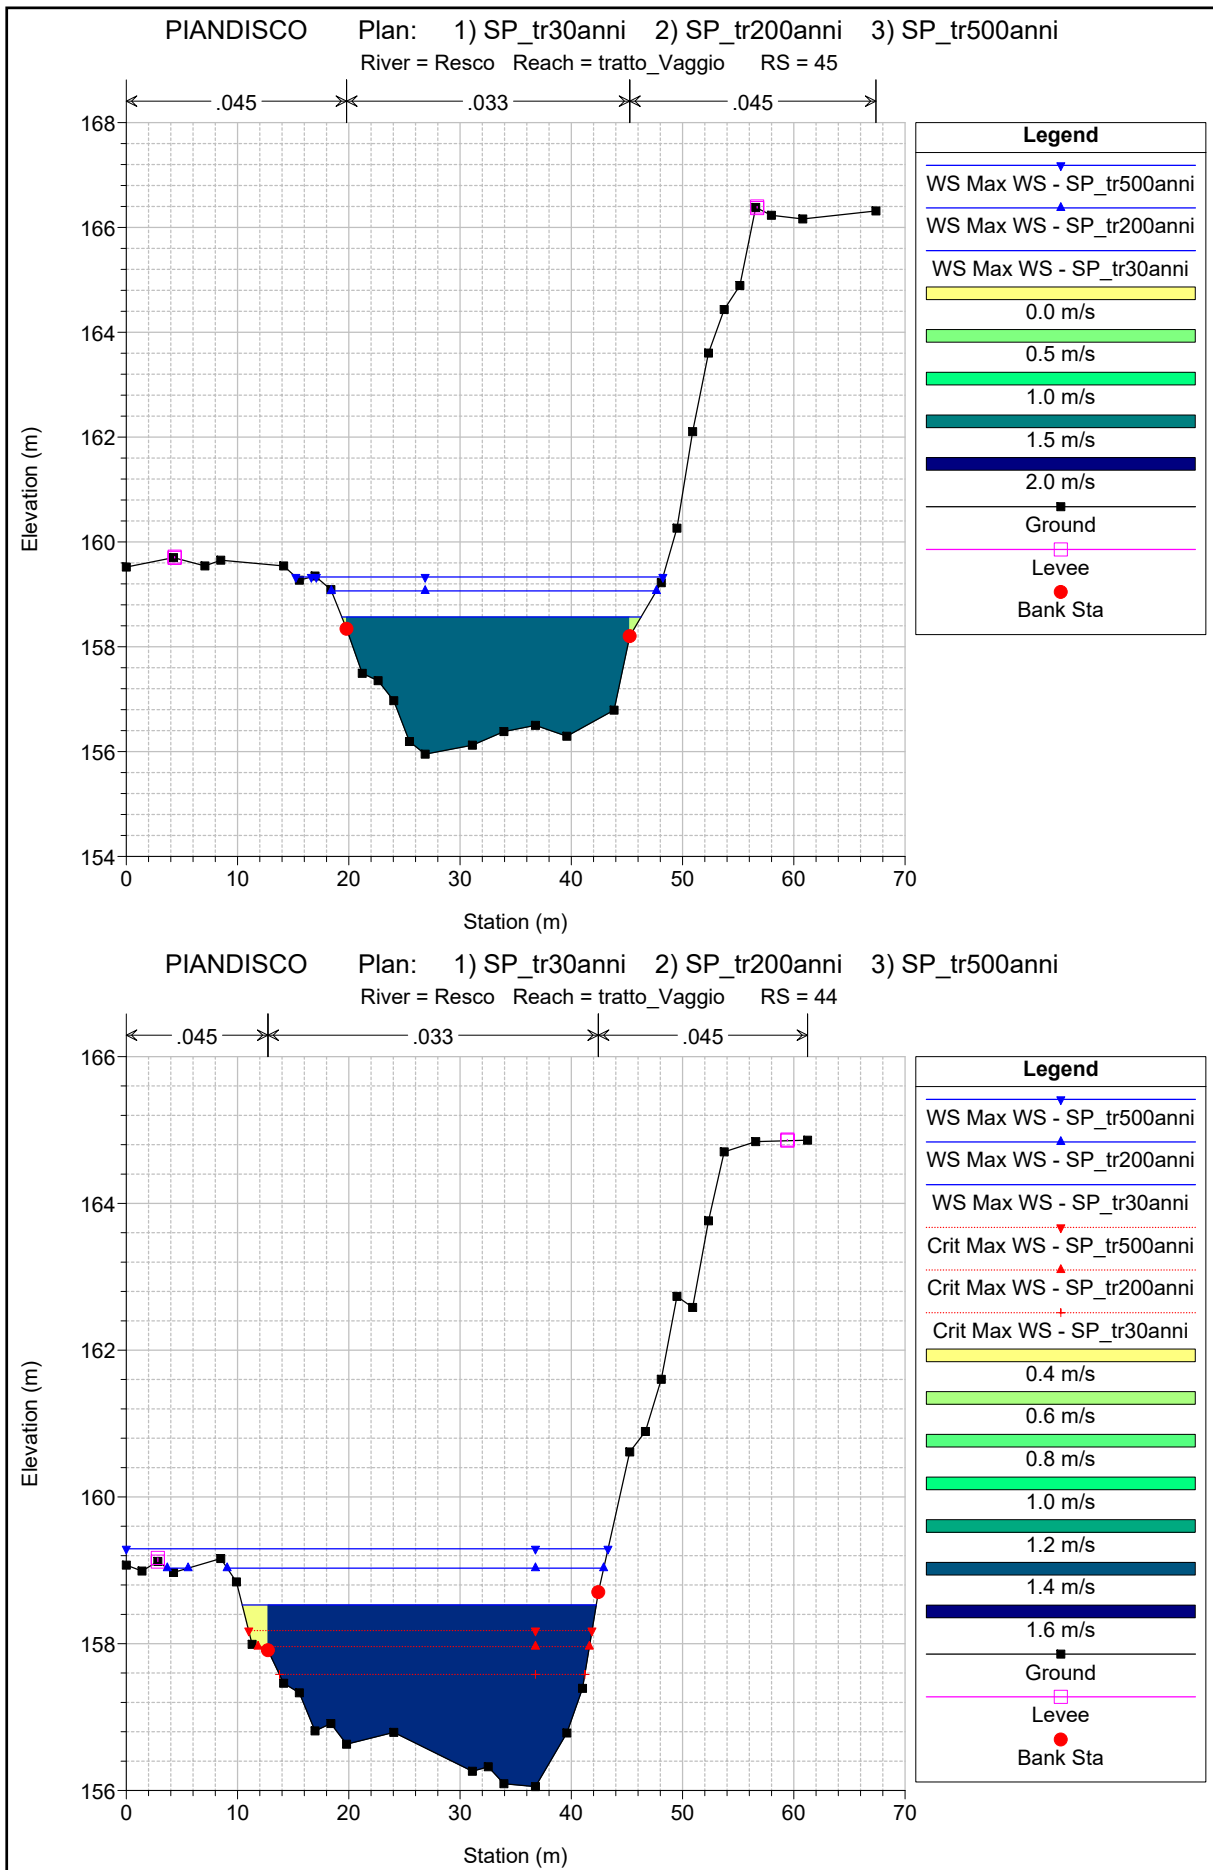 PIANDISCO Plan: 1) SP_tr30anni 2) SP_tr200anni 3) SP_tr500anni
River = Resco Reach = tratto_Vaggio RS = 45
.045 .033 .045
168
166
164
162
160
158
156
154
Elevation (m)
0 10 20 30 40 50 60 70
Station (m)
Legend
WS Max WS - SP_tr500anni
WS Max WS - SP_tr200anni
WS Max WS - SP_tr30anni
0.0 m/s
0.5 m/s
1.0 m/s
1.5 m/s
2.0 m/s
Ground
Levee
Bank Sta
PIANDISCO Plan: 1) SP_tr30anni 2) SP_tr200anni 3) SP_tr500anni
River = Resco Reach = tratto_Vaggio RS = 44
.045 .033 .045
166
164
162
160
158
156
Elevation (m)
0 10 20 30 40 50 60 70
Station (m)
Legend
WS Max WS - SP_tr500anni
WS Max WS - SP_tr200anni
WS Max WS - SP_tr30anni
Crit Max WS - SP_tr500anni
Crit Max WS - SP_tr200anni
Crit Max WS - SP_tr30anni
0.4 m/s
0.6 m/s
0.8 m/s
1.0 m/s
1.2 m/s
1.4 m/s
1.6 m/s
Ground
Levee
Bank Sta